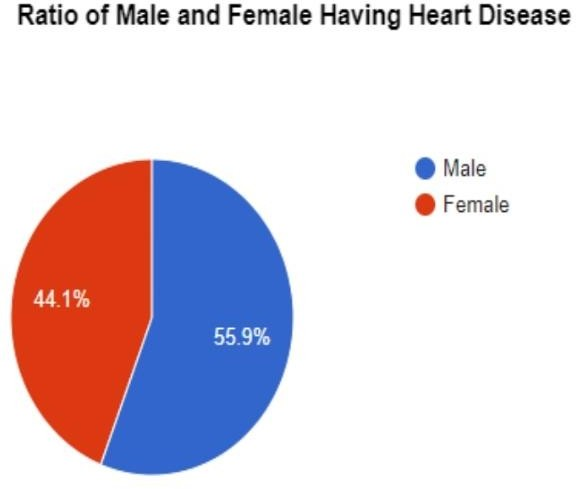 Ratio of Male and Female Having Heart Disease
Male
Female
44.1%
55.9%